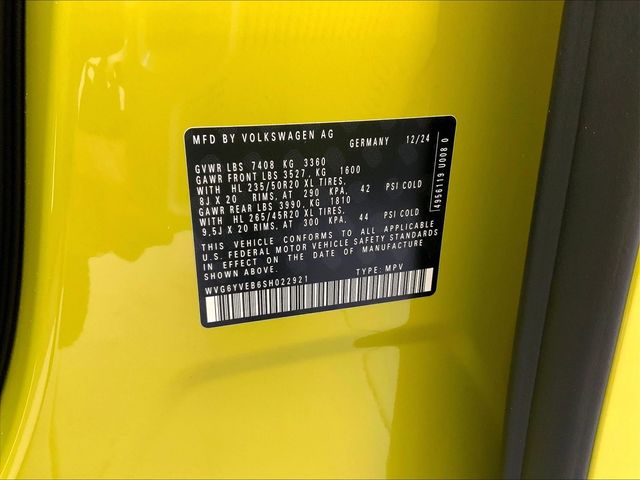 MFD BY VOLKSWAGEN AG GERMANY 12/24
GVWR LBS 7408 KG 3360
GAWR FRONT LBS 3527, KG 1600
WITH HL 235/50R20 XL TIRES,
8J X 20 RIMS, AT 290 KPA, 42 PSI COLD
GAWR REAR LBS 3990, KG 1810
WITH HL 265/45R20 XL TIRES,
9.5J X 20 RIMS, AT 300 KPA, 44 PSI COLD
THIS VEHICLE CONFORMS TO ALL APPLICABLE
U.S. FEDERAL MOTOR VEHICLE SAFETY STANDARDS
IN EFFECT ON THE DATE OF MANUFACTURE
SHOWN ABOVE.
WVG6YVEB6SH022921 TYPE: MPV
4956119 U008 0